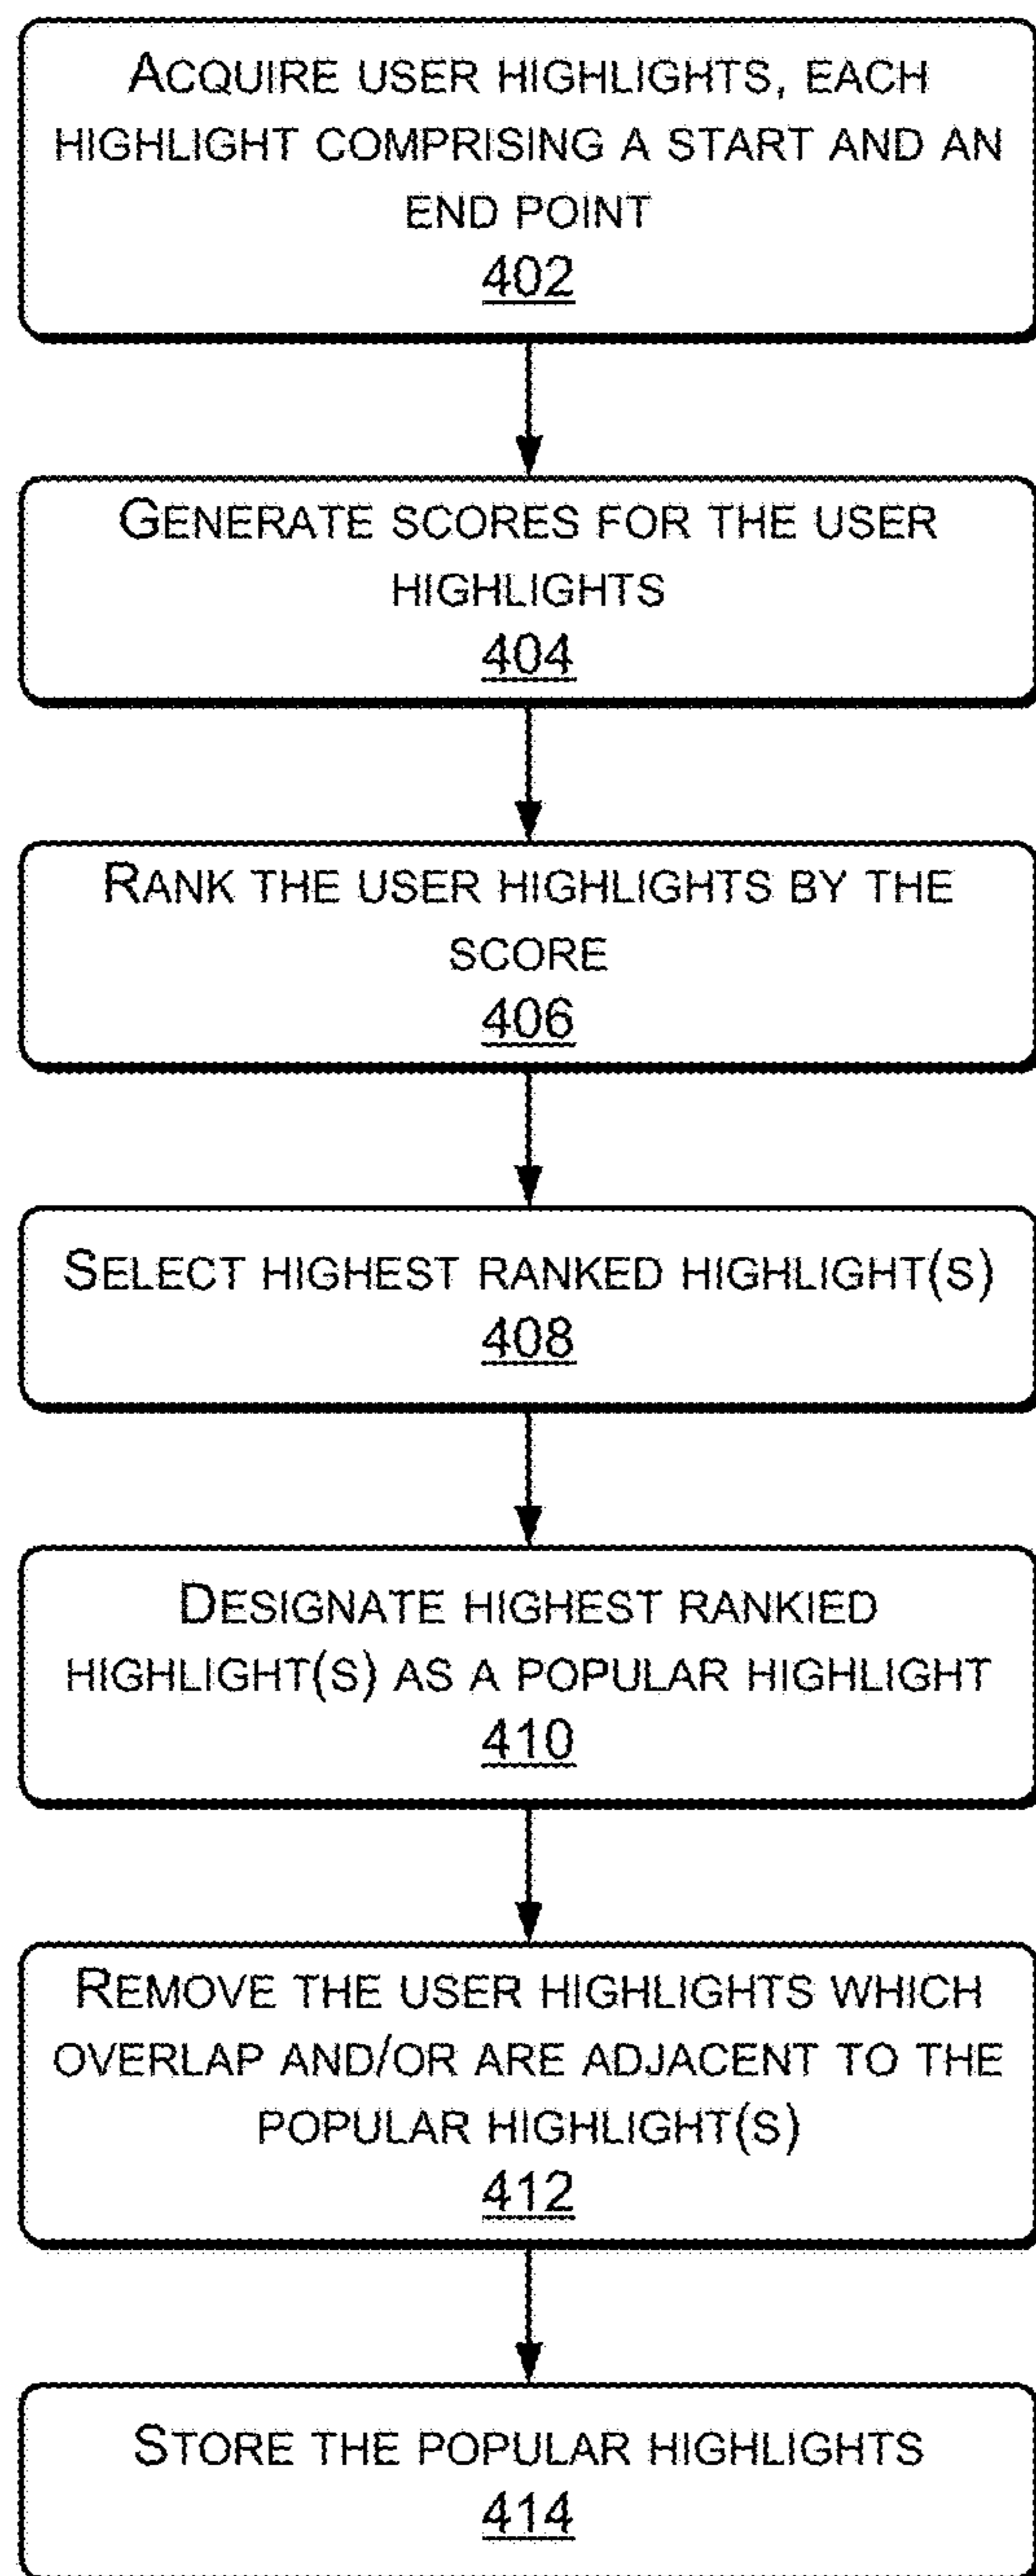 ACQUIRE USER HIGHLIGHTS, EACH
HIGHLIGHT COMPRISING A START AND AN
END POINT
402
GENERATE SCORES FOR THE USER
HIGHLIGHTS
404
RANK THE USER HIGHLIGHTS BY THE
SCORE
406
SELECT HIGHEST RANKED HIGHLIGHT(S)
408
DESIGNATE HIGHEST RANKIED
HIGHLIGHT(S) AS A POPULAR HIGHLIGHT
410
REMOVE THE USER HIGHLIGHTS WHICH
OVERLAP AND/OR ARE ADJACENT TO THE
POPULAR HIGHLIGHT(S)
412
STORE THE POPULAR HIGHLIGHTS
414